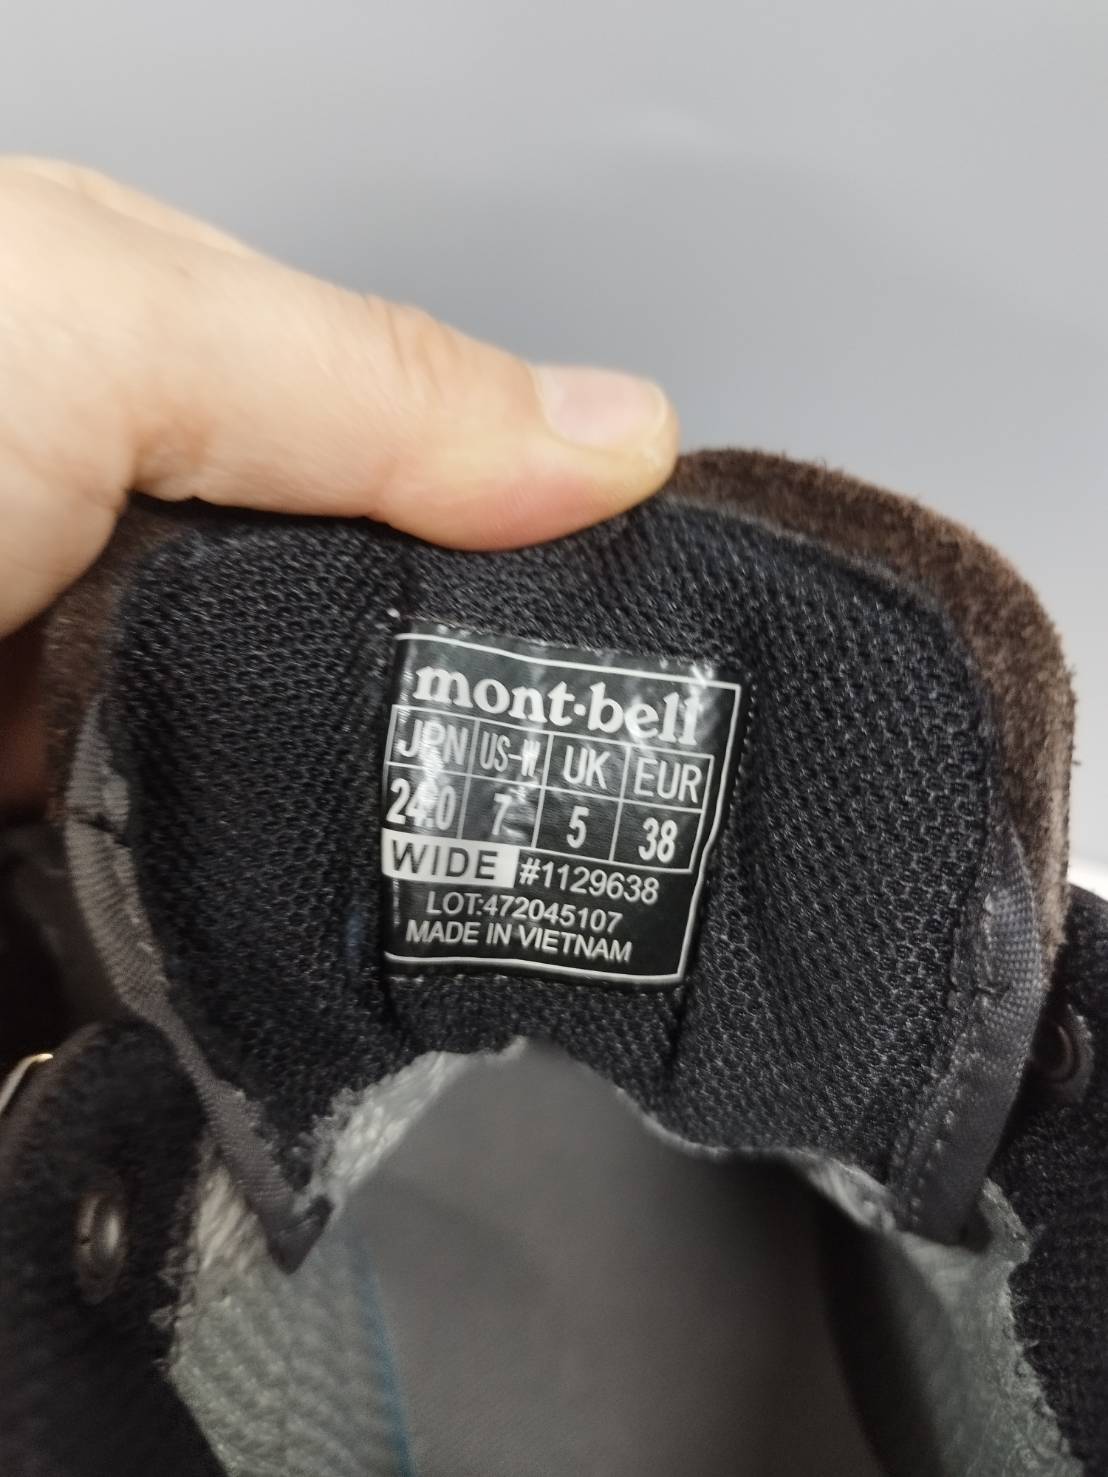 mont-bell
JPN US-W UK EUR
24.0 7 5 38
WIDE #1129638
LOT:472045107
MADE IN VIETNAM